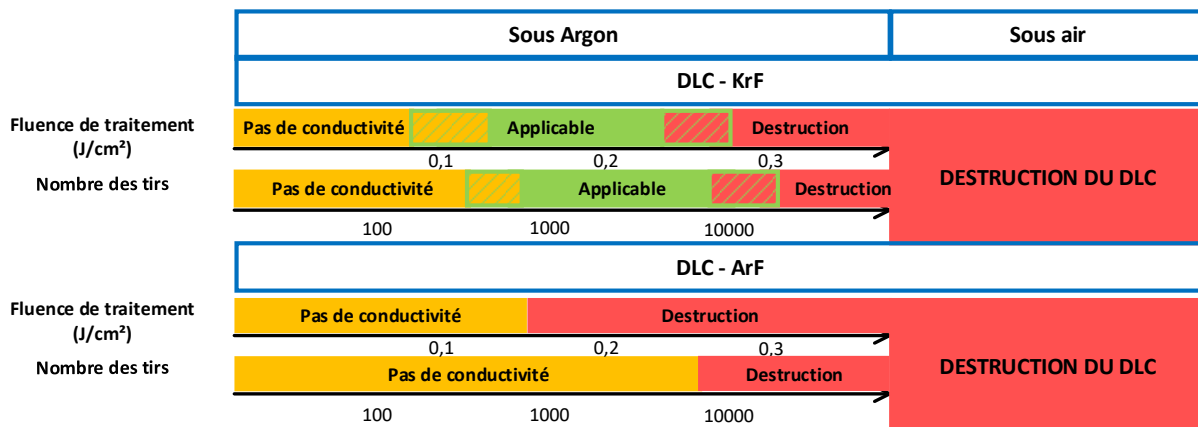 Sous Argon Sous air
DLC - KrF
Fluence de traitement
(J/cm²)
Pas de conductivité Applicable Destruction
0,1 0,2 0,3
Nombre des tirs
Pas de conductivité Applicable Destruction
100 1000 10000
DESTRUCTION DU DLC
DLC - ArF
Fluence de traitement
(J/cm²)
Pas de conductivité Destruction
0,1 0,2 0,3
Nombre des tirs
Pas de conductivité Destruction
100 1000 10000
DESTRUCTION DU DLC